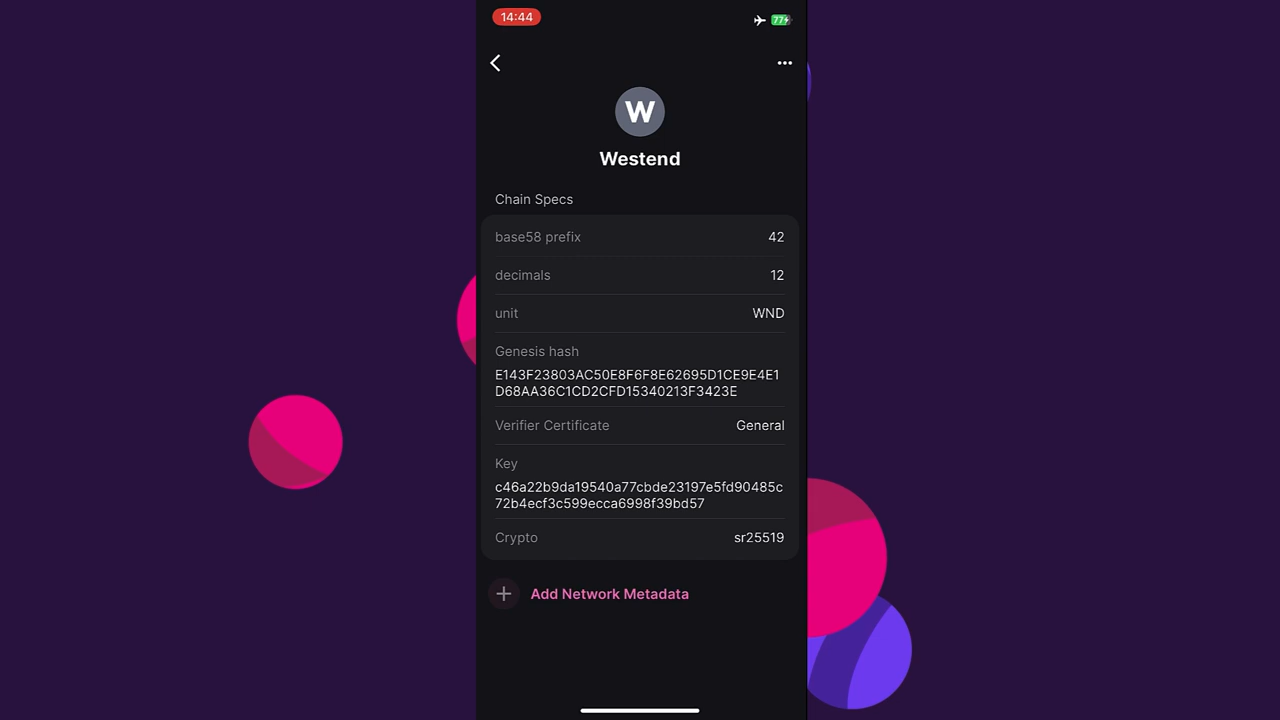 14:44
77
W
Westend
Chain Specs
base58 prefix 42
decimals 12
unit WND
Genesis hash
E143F23803AC50E8F6F8E62695D1CE9E4E1
D68AA36C1CD2CFD15340213F3423E
Verifier Certificate General
Key
c46a22b9da19540a77cbde23197e5fd90485c
72b4ecf3c599ecca6998f39bd57
Crypto sr25519
Add Network Metadata